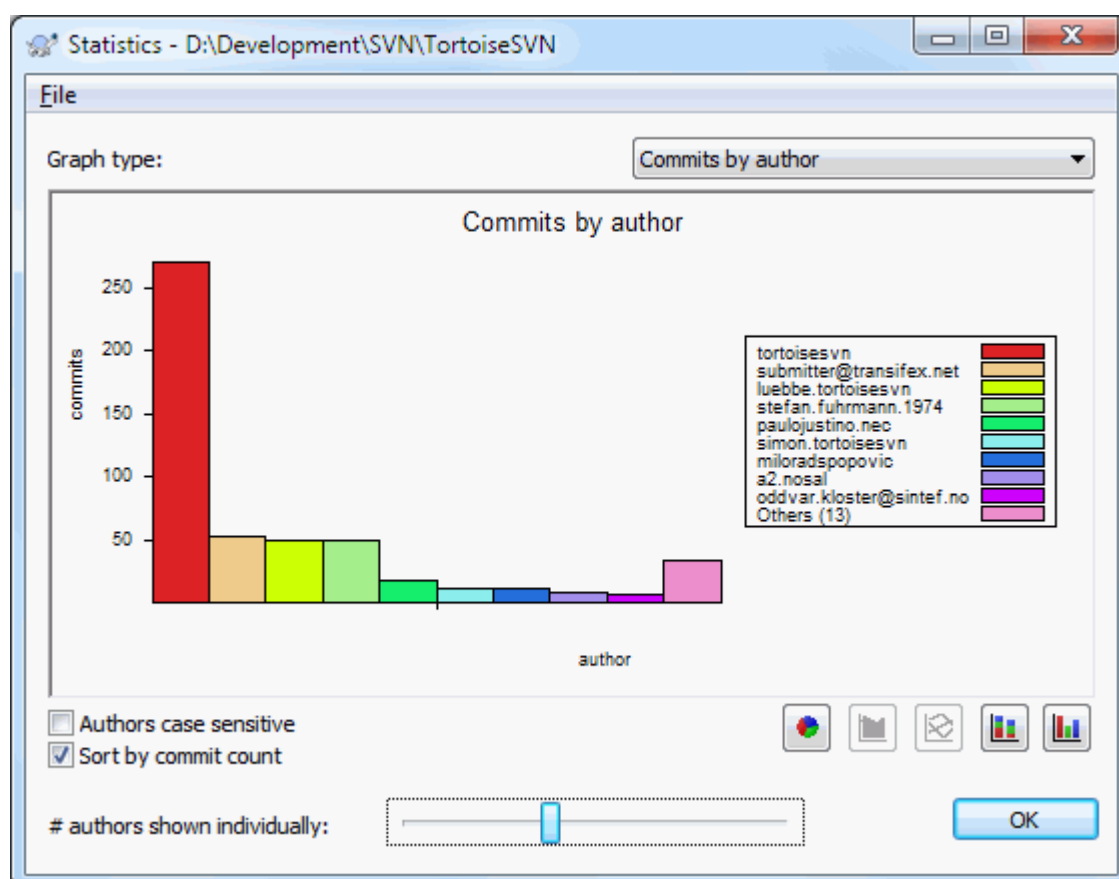 Statistics - D:\Development\SVN\TortoiseSVN
File
Graph type:
Commits by author
Commits by author
250
200
150
100
50
commits
author
tortoisesvn
submitter@transifex.net
luebbe.tortoisesvn
stefan.fuhrmann.1974
paulojustino.nec
simon.tortoisesvn
miloradspopovic
a2.nosal
oddvar.kloster@sintef.no
Others (13)
Authors case sensitive
Sort by commit count
# authors shown individually:
OK